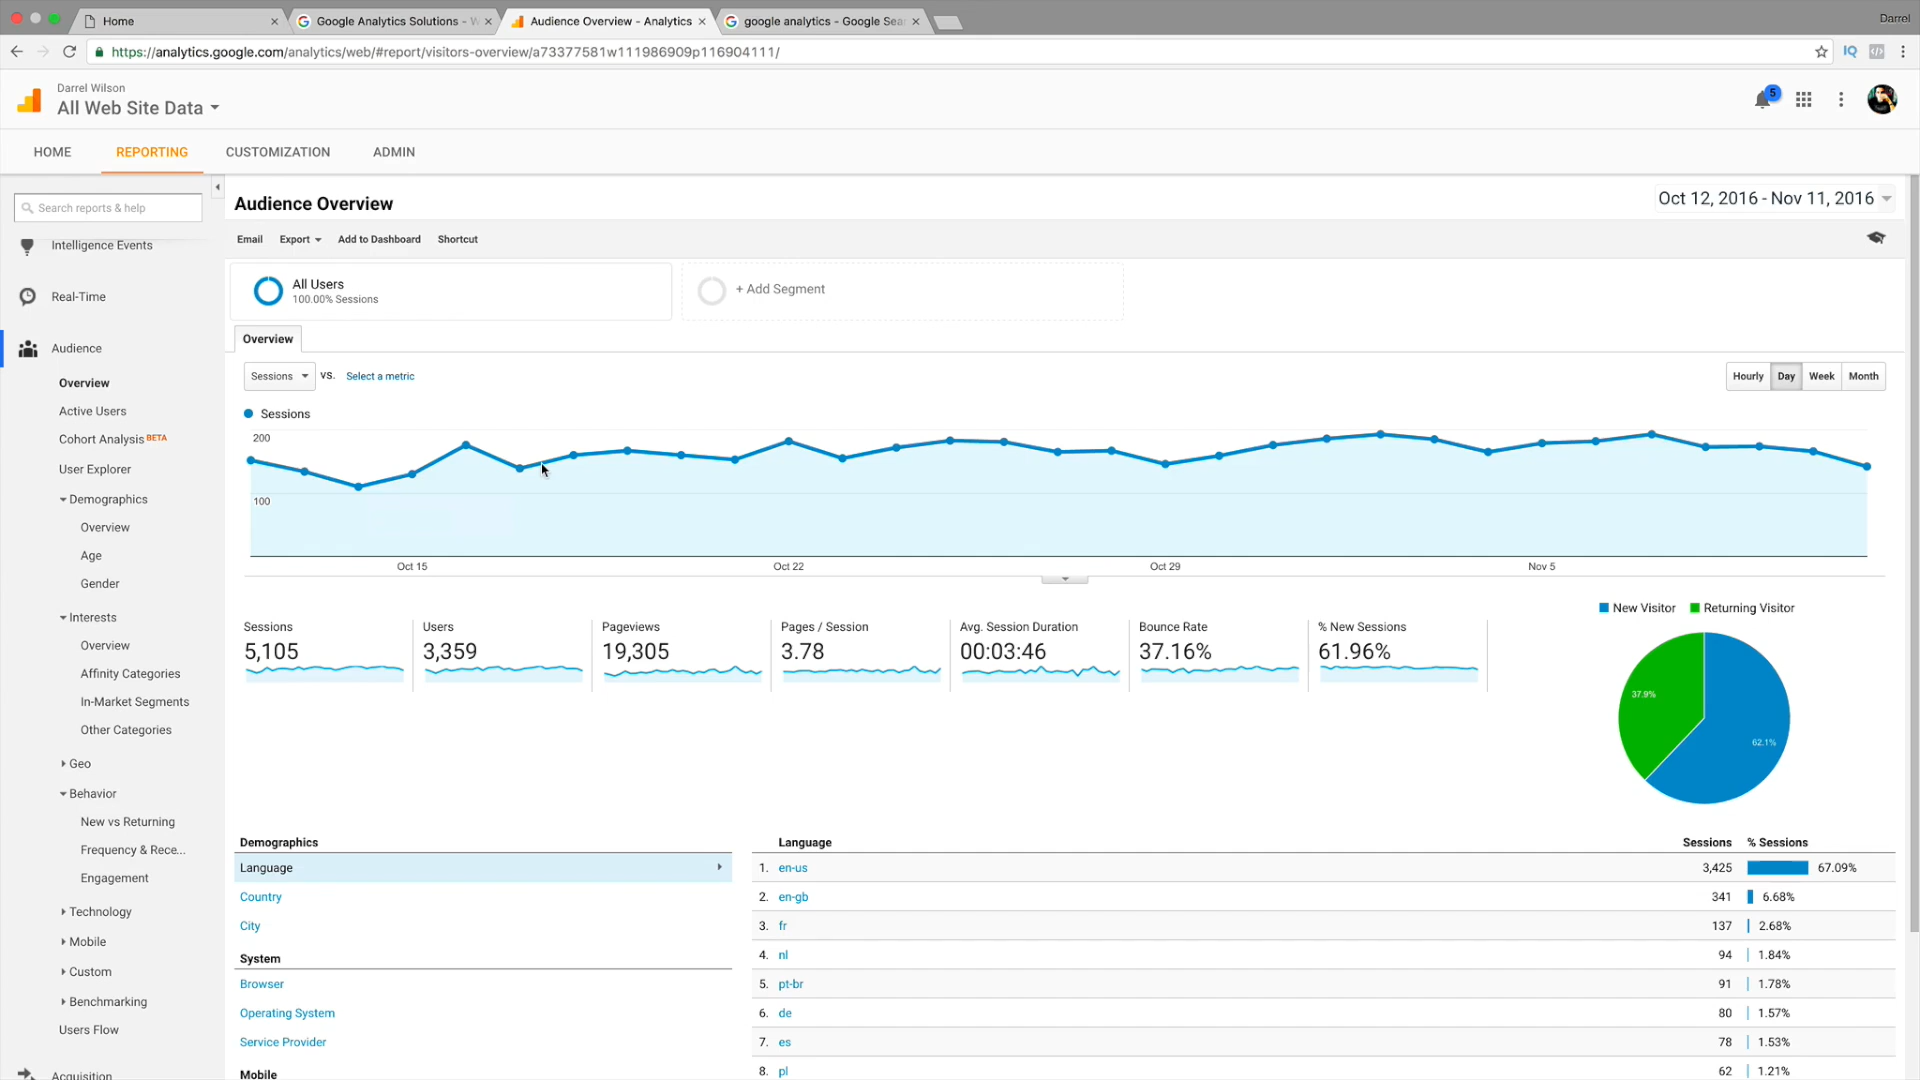 Home
Google Analytics Solutions - W
Audience Overview - Analytics
google analytics - Google Sea
Darrel
https://analytics.google.com/analytics/web/#report/visitors-overview/a73377581w111986909p116904111/
IQ
Darrel Wilson
All Web Site Data
5
HOME
REPORTING
CUSTOMIZATION
ADMIN
Search reports & help
Intelligence Events
Real-Time
Audience
Overview
Active Users
Cohort Analysis BETA
User Explorer
Demographics
Overview
Age
Gender
Interests
Overview
Affinity Categories
In-Market Segments
Other Categories
Geo
Behavior
New vs Returning
Frequency & Rece...
Engagement
Technology
Mobile
Custom
Benchmarking
Users Flow
Acquisition
Audience Overview
Oct 12, 2016 - Nov 11, 2016
Email
Export
Add to Dashboard
Shortcut
All Users
100.00% Sessions
+ Add Segment
Overview
Sessions
VS.
Select a metric
Hourly
Day
Week
Month
Sessions
200
100
Oct 15
Oct 22
Oct 29
Nov 5
Sessions
5,105
Users
3,359
Pageviews
19,305
Pages / Session
3.78
Avg. Session Duration
00:03:46
Bounce Rate
37.16%
% New Sessions
61.96%
New Visitor
Returning Visitor
37.9%
62.1%
Demographics
Language
Country
City
System
Browser
Operating System
Service Provider
Mobile
Language Sessions % Sessions
1. en-us 3,425 67.09%
2. en-gb 341 6.68%
3. fr 137 2.68%
4. nl 94 1.84%
5. pt-br 91 1.78%
6. de 80 1.57%
7. es 78 1.53%
8. pl 62 1.21%